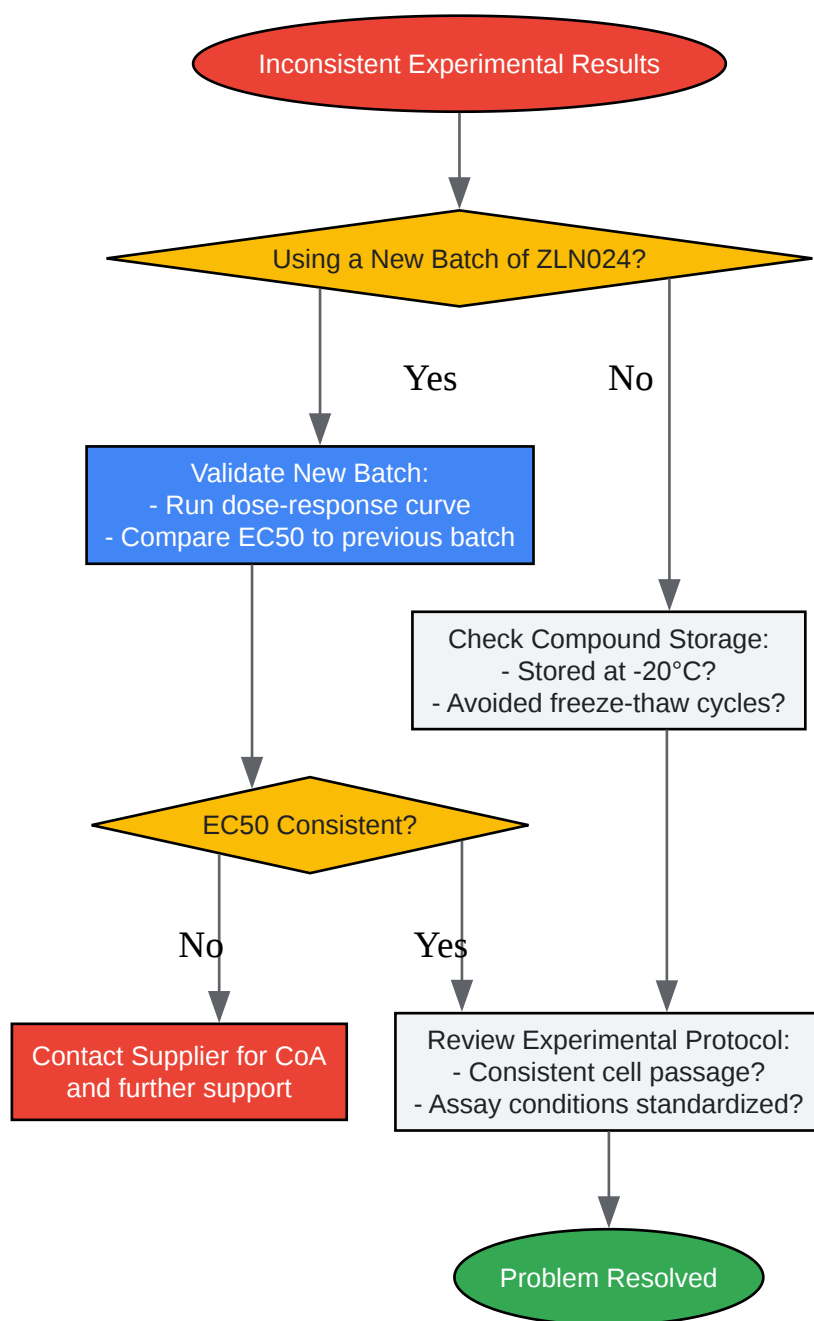 Inconsistent Experimental Results
Using a New Batch of ZLN024?
Yes
No
Validate New Batch:
- Run dose-response curve
- Compare EC50 to previous batch
Check Compound Storage:
- Stored at -20°C?
- Avoided freeze-thaw cycles?
EC50 Consistent?
No
Yes
Contact Supplier for CoA
and further support
Review Experimental Protocol:
- Consistent cell passage?
- Assay conditions standardized?
Problem Resolved